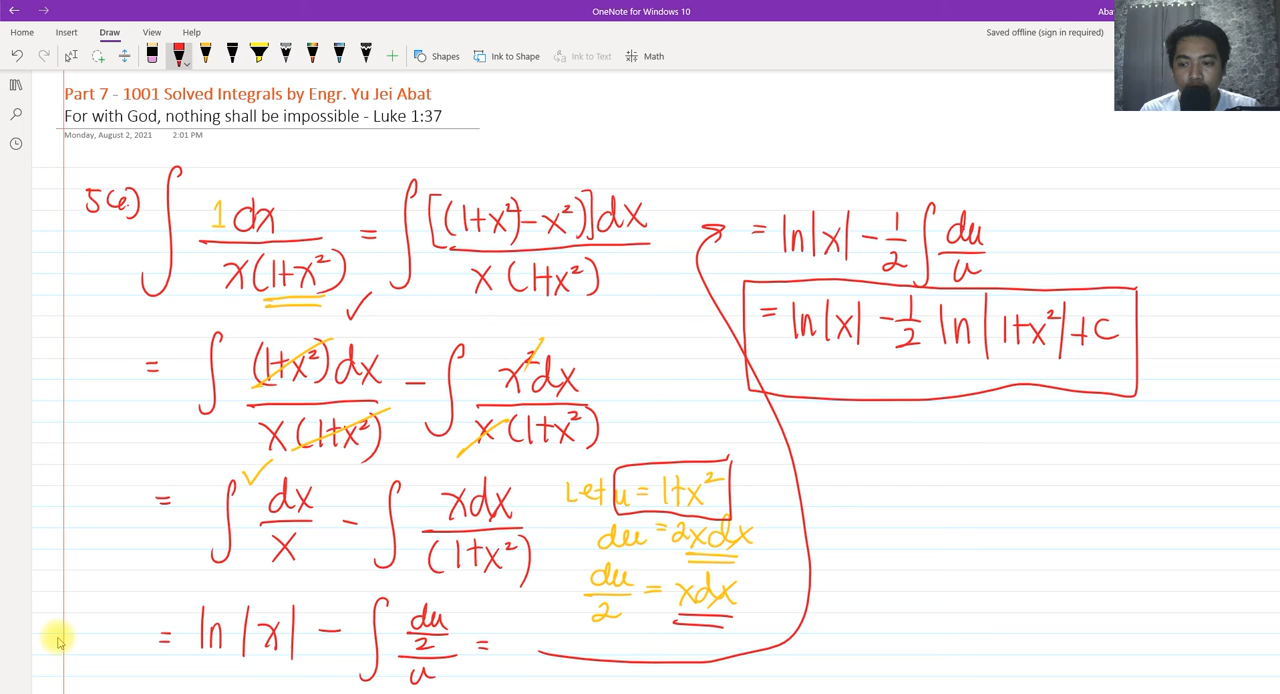 OneNote for Windows 10
Home Insert Draw View Help
Saved offline (sign in required)
Shapes Ink to Shape Ink to Text Math
Part 7 - 1001 Solved Integrals by Engr. Yu Jei Abat
For with God, nothing shall be impossible - Luke 1:37
Monday, August 2, 2021 2:01 PM
∫ 1dx / x(1+x²) = ∫ [(1+x²)-x²)]dx / x(1+x²)
= ∫ (1+x²)dx / x(1+x²) - ∫ x²dx / x(1+x²)
= ∫ dx/x - ∫ xdx / (1+x²)
Let u = 1+x²
du = 2xdx
du/2 = xdx
= ln|x| - ∫ (du/2)/u =
= ln|x| - 1/2 ∫ du/u
= ln|x| - 1/2 ln|1+x²| + C